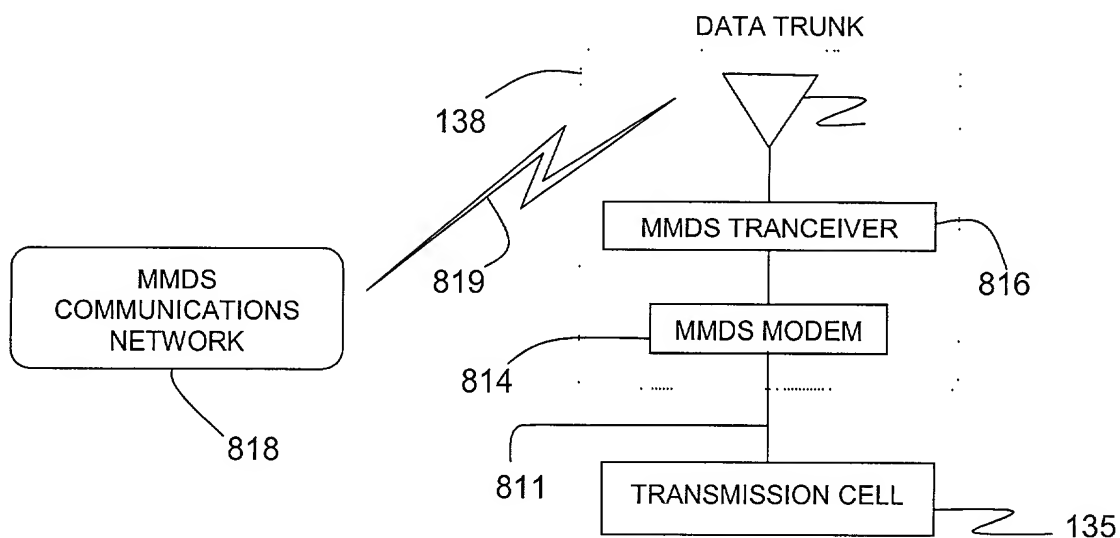 DATA TRUNK
138
MMDS TRANCEIVER
819
816
MMDS
COMMUNICATIONS
NETWORK
MMDS MODEM
814
818
811
TRANSMISSION CELL
135